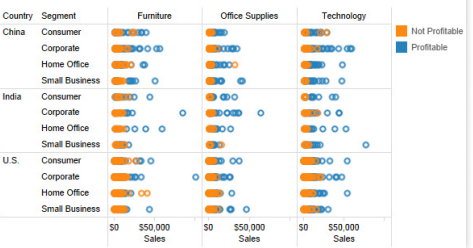 Country Segment Furniture Office Supplies Technology
China Consumer
Corporate
Home Office
Small Business
India Consumer
Corporate
Home Office
Small Business
U.S. Consumer
Corporate
Home Office
Small Business
$0 $50,000 $0 $50,000 $0 $50,000
Sales Sales Sales
Not Profitable
Profitable